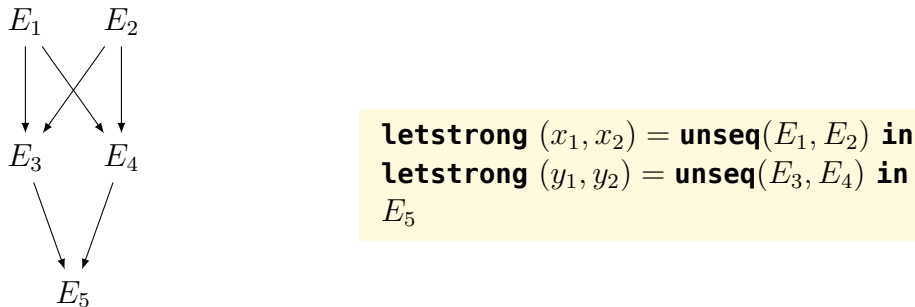 E₁ E₂
E₃ E₄
E₅
letstrong (x₁, x₂) = unseq(E₁, E₂) in
letstrong (y₁, y₂) = unseq(E₃, E₄) in
E₅